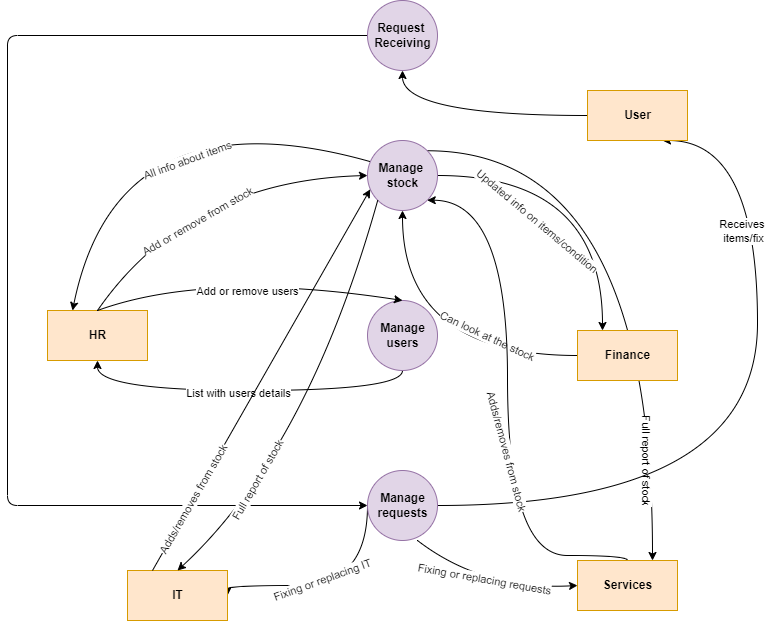 Request
Receiving
User
All info about items
Manage
stock
Updated info on items/condition
Add or remove from stock
Receives
items/fix
Add or remove users
HR
Manage
users
Can look at the stock
Finance
List with users details
Adds/removes from stock
Full report of stock
Adds/removes from stock
Full report of stock
Manage
requests
Fixing or replacing IT
Fixing or replacing requests
IT
Services